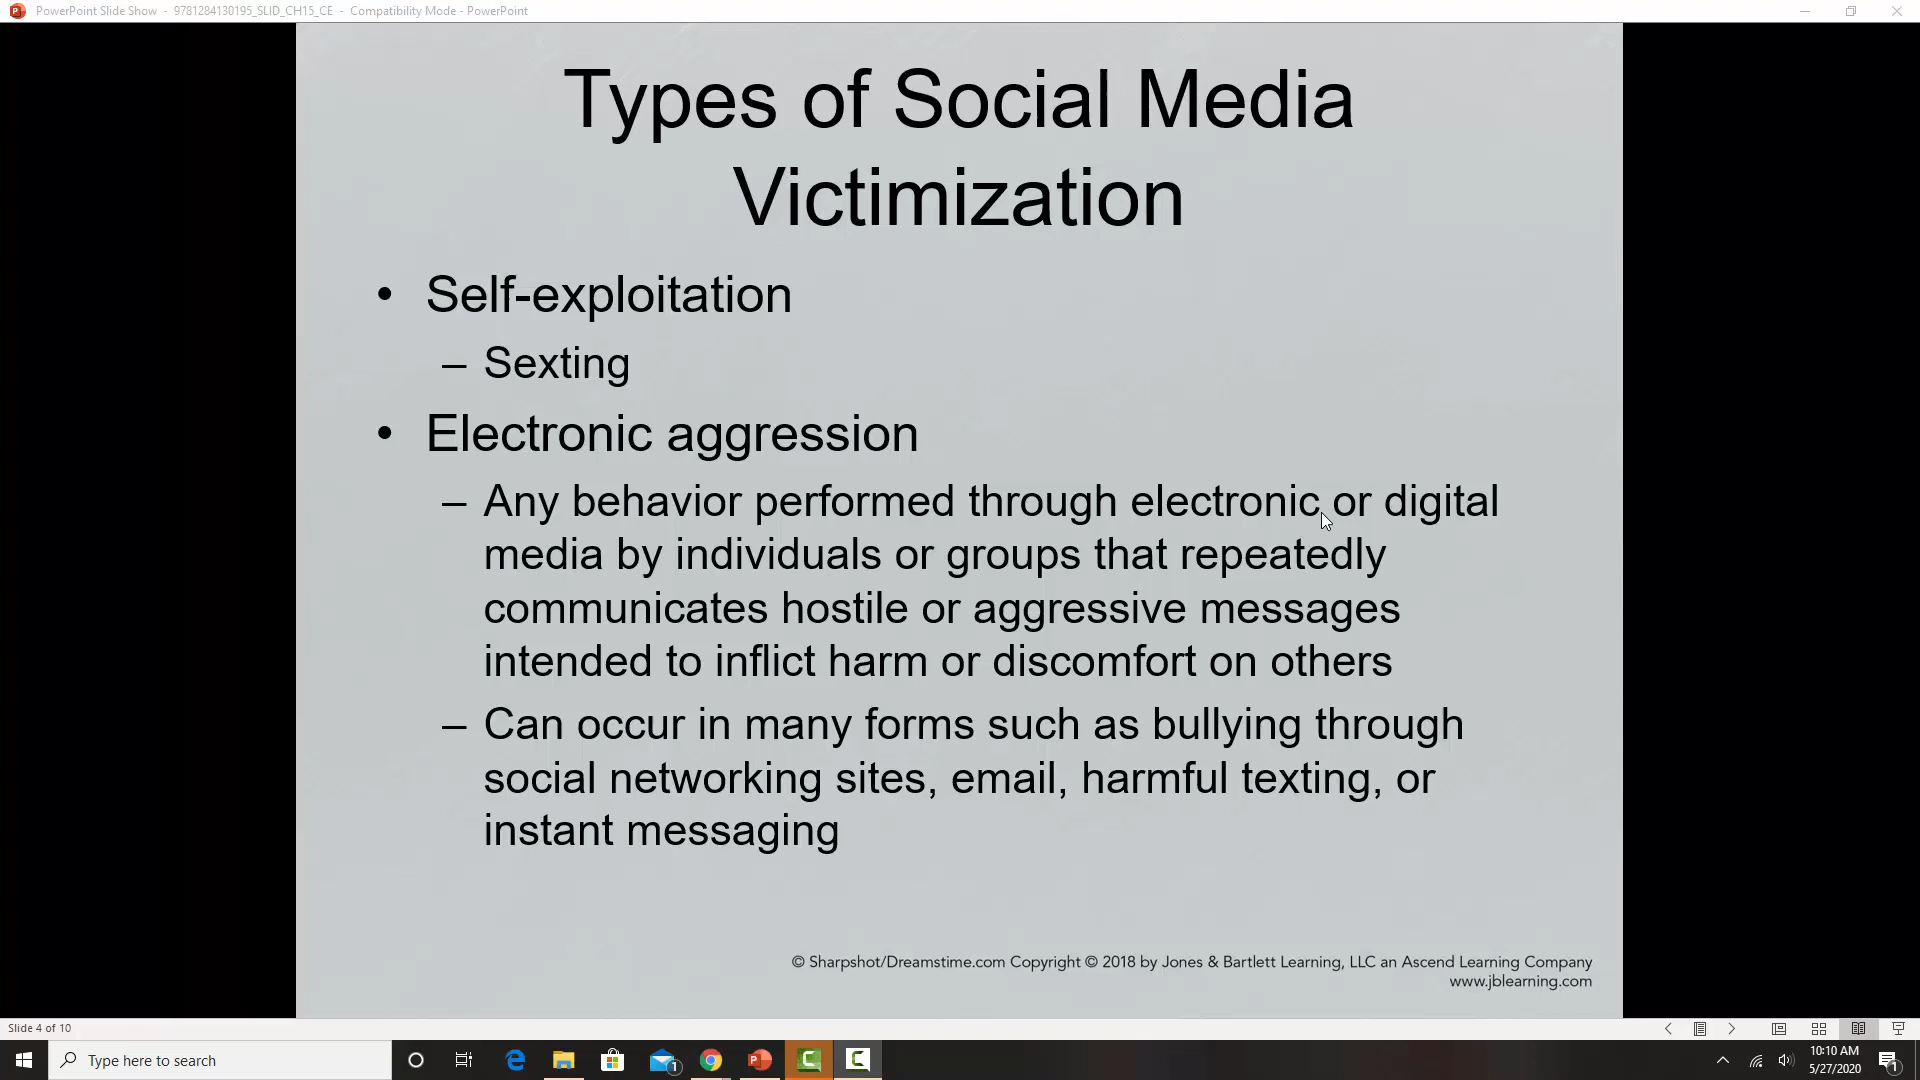 PowerPoint Slide Show - 9781284130195_SLID_CH15_CE - Compatibility Mode - PowerPoint
Types of Social Media
Victimization
• Self-exploitation
– Sexting
• Electronic aggression
– Any behavior performed through electronic or digital
media by individuals or groups that repeatedly
communicates hostile or aggressive messages
intended to inflict harm or discomfort on others
– Can occur in many forms such as bullying through
social networking sites, email, harmful texting, or
instant messaging
© Sharpshot/Dreamstime.com Copyright © 2018 by Jones & Bartlett Learning, LLC an Ascend Learning Company
www.jblearning.com
Slide 4 of 10
Type here to search
1
10:10 AM
5/27/2020
1